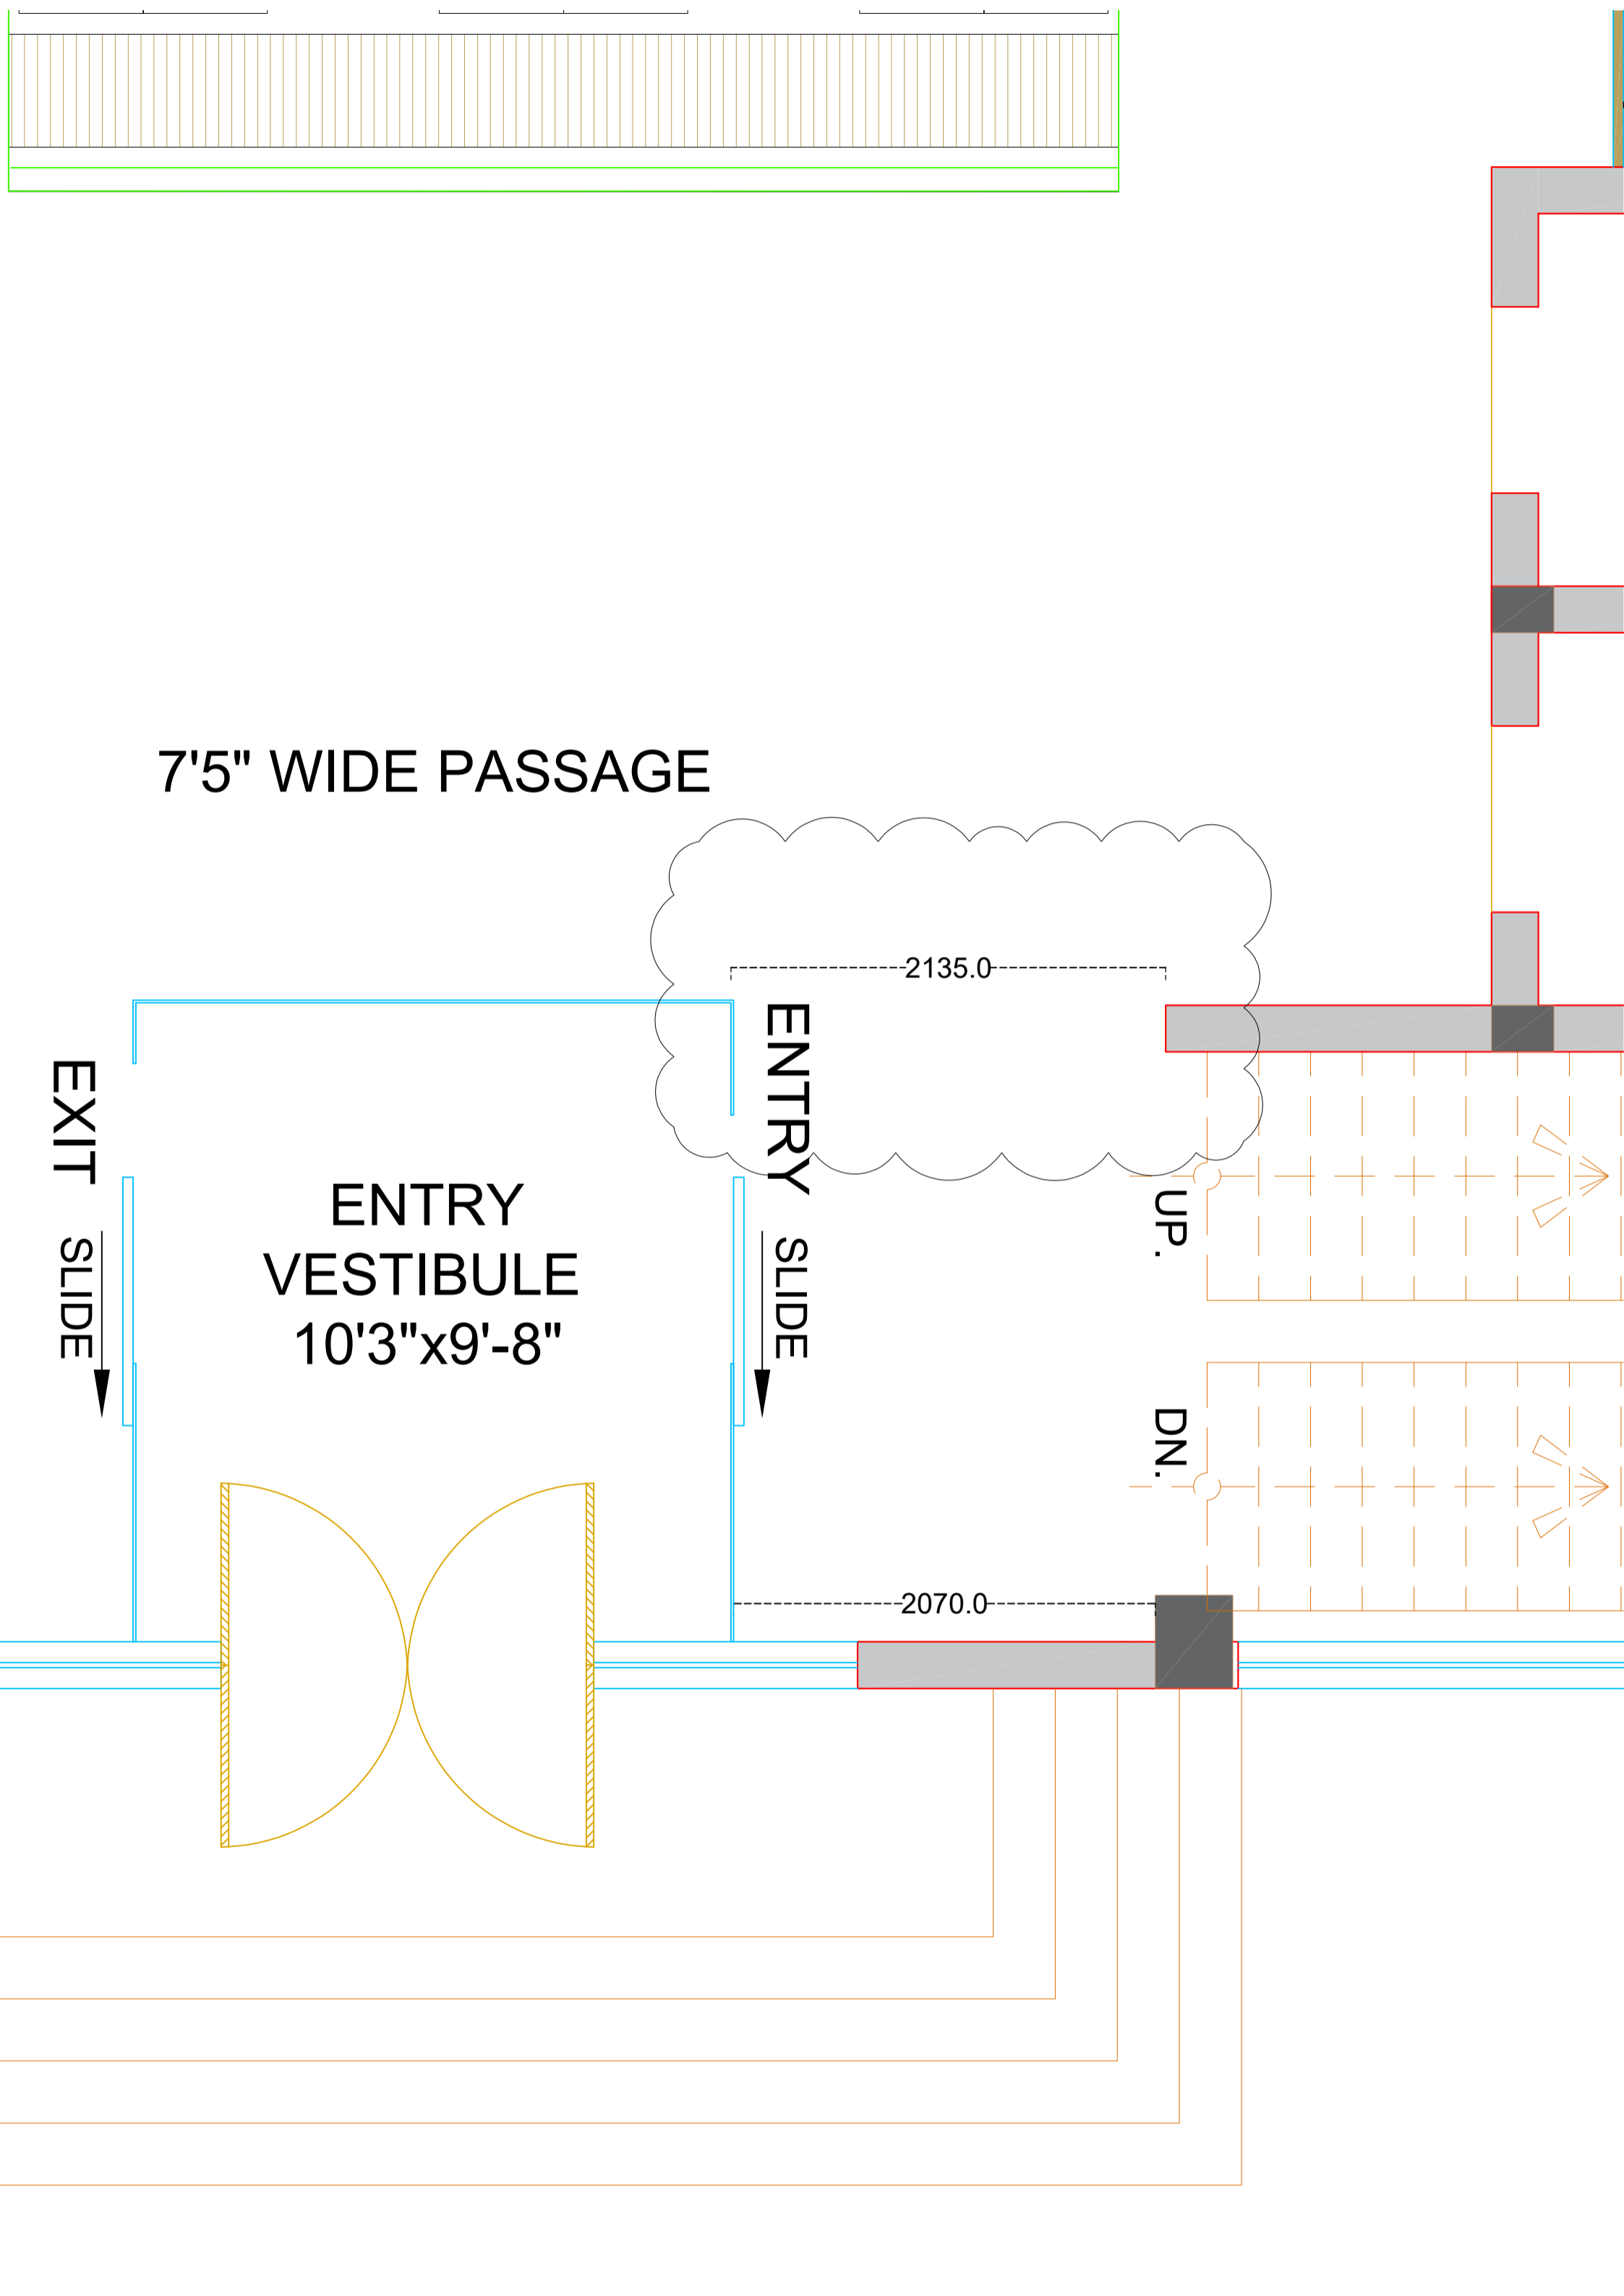 7'5" WIDE PASSAGE
2135.0
EXIT
ENTRY
ENTRY
VESTIBULE
10'3"x9'-8"
SLIDE
SLIDE
UP.
DN.
2070.0